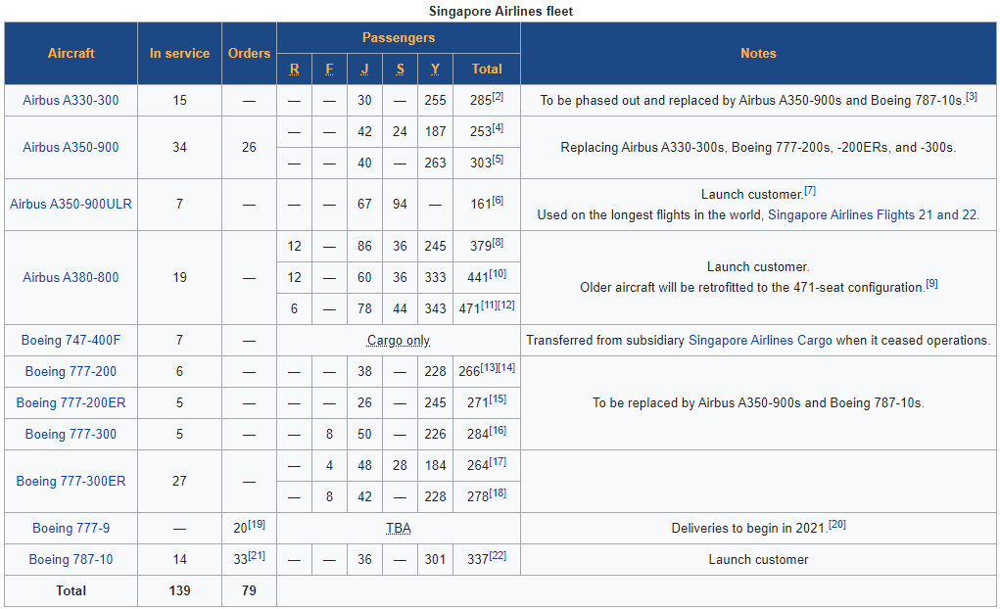 Singapore Airlines fleet
Aircraft In service Orders Passengers Notes
R F J S Y Total
Airbus A330-300 15 — — — 30 — 255 285[2] To be phased out and replaced by Airbus A350-900s and Boeing 787-10s.[3]
Airbus A350-900 34 26 — — 42 24 187 253[4] Replacing Airbus A330-300s, Boeing 777-200s, -200ERs, and -300s.
— — 40 — 263 303[5]
Airbus A350-900ULR 7 — — — 67 94 — 161[6] Launch customer.[7]
Used on the longest flights in the world, Singapore Airlines Flights 21 and 22.
Airbus A380-800 19 — 12 — 86 36 245 379[8] Launch customer.
Older aircraft will be retrofitted to the 471-seat configuration.[9]
12 — 60 36 333 441[10]
6 — 78 44 343 471[11][12]
Boeing 747-400F 7 — Cargo only Transferred from subsidiary Singapore Airlines Cargo when it ceased operations.
Boeing 777-200 6 — — — 38 — 228 266[13][14] To be replaced by Airbus A350-900s and Boeing 787-10s.
Boeing 777-200ER 5 — — — 26 — 245 271[15]
Boeing 777-300 5 — — 8 50 — 226 284[16]
Boeing 777-300ER 27 — — 4 48 28 184 264[17]
— 8 42 — 228 278[18]
Boeing 777-9 — 20[19] TBA Deliveries to begin in 2021.[20]
Boeing 787-10 14 33[21] — — 36 — 301 337[22] Launch customer
Total 139 79